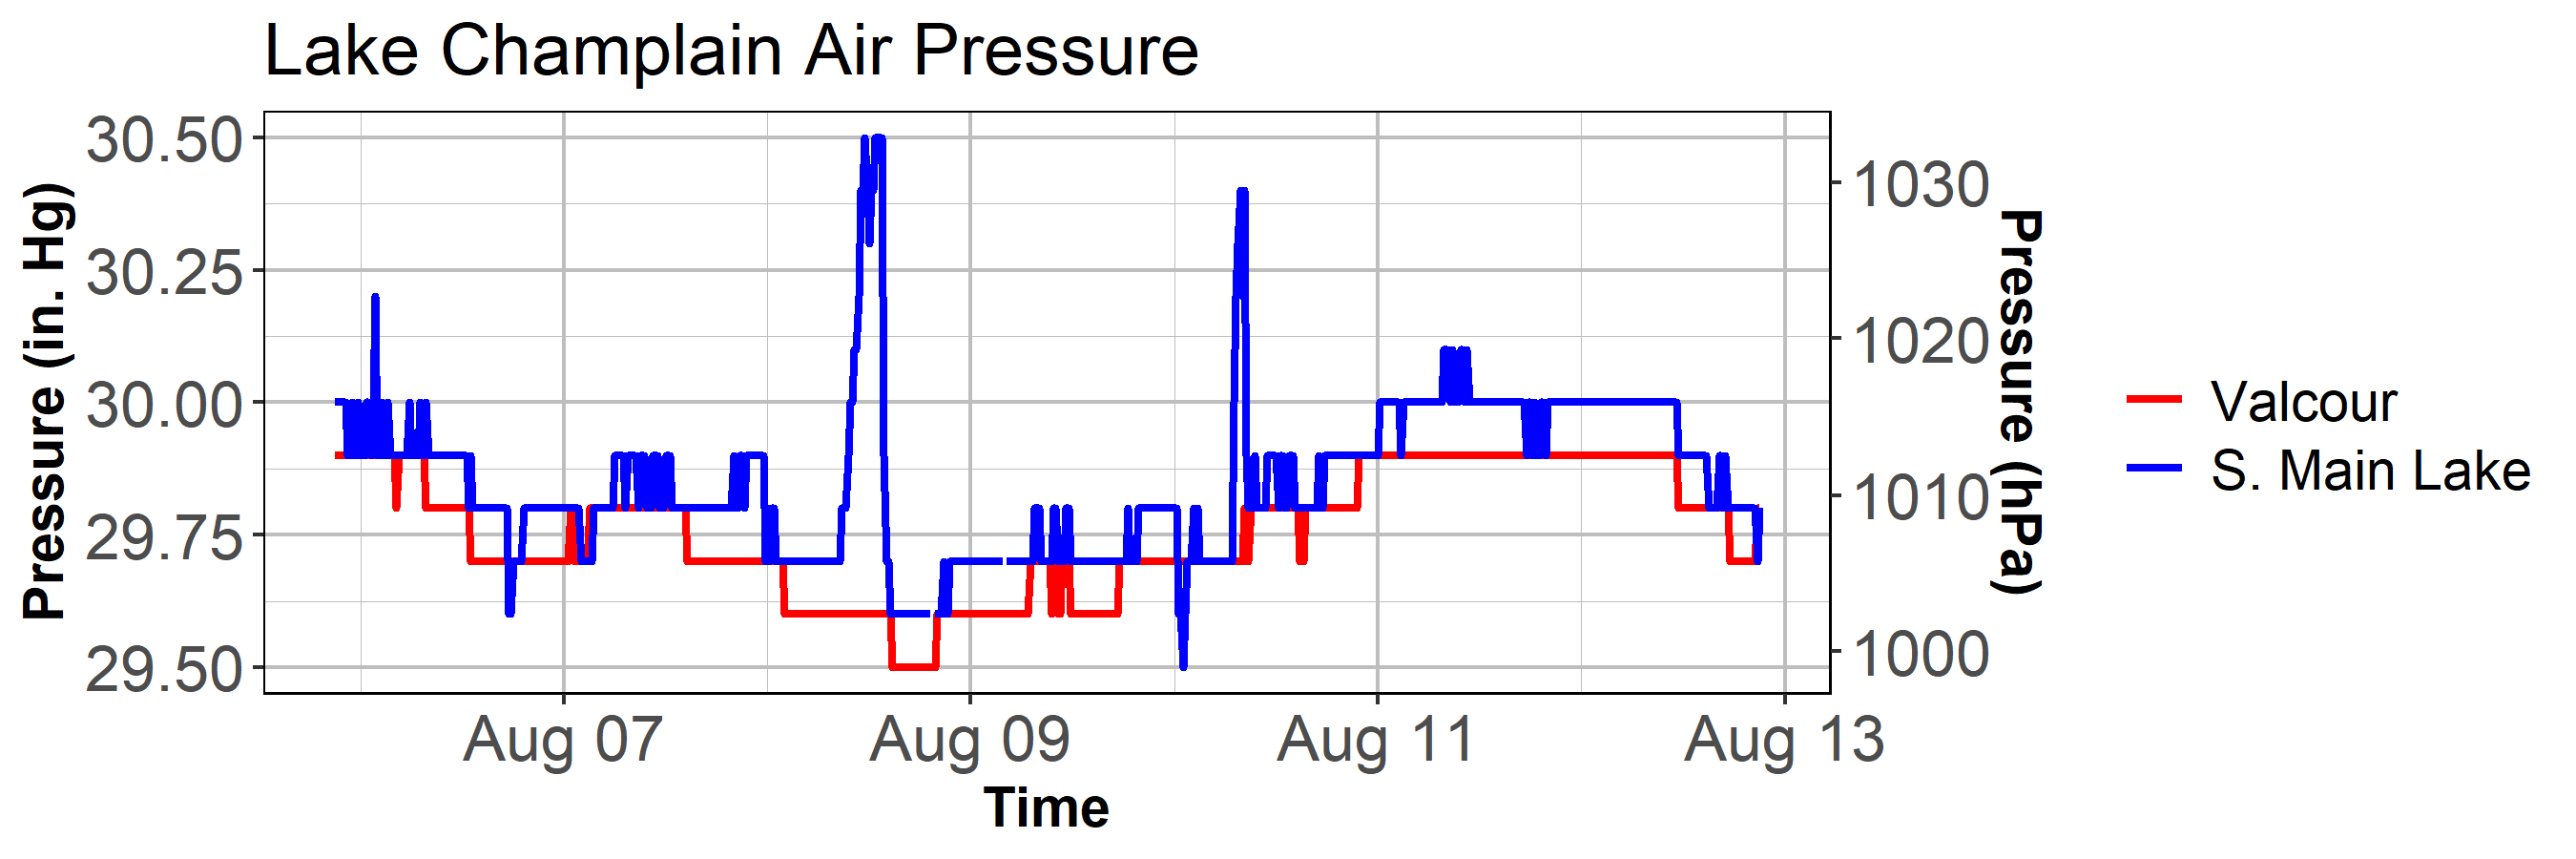 Lake Champlain Air Pressure
Pressure (in. Hg)
30.50
30.25
30.00
29.75
29.50
1030
1020
1010
1000
Pressure (hPa)
Valcour
S. Main Lake
Aug 07
Aug 09
Aug 11
Aug 13
Time